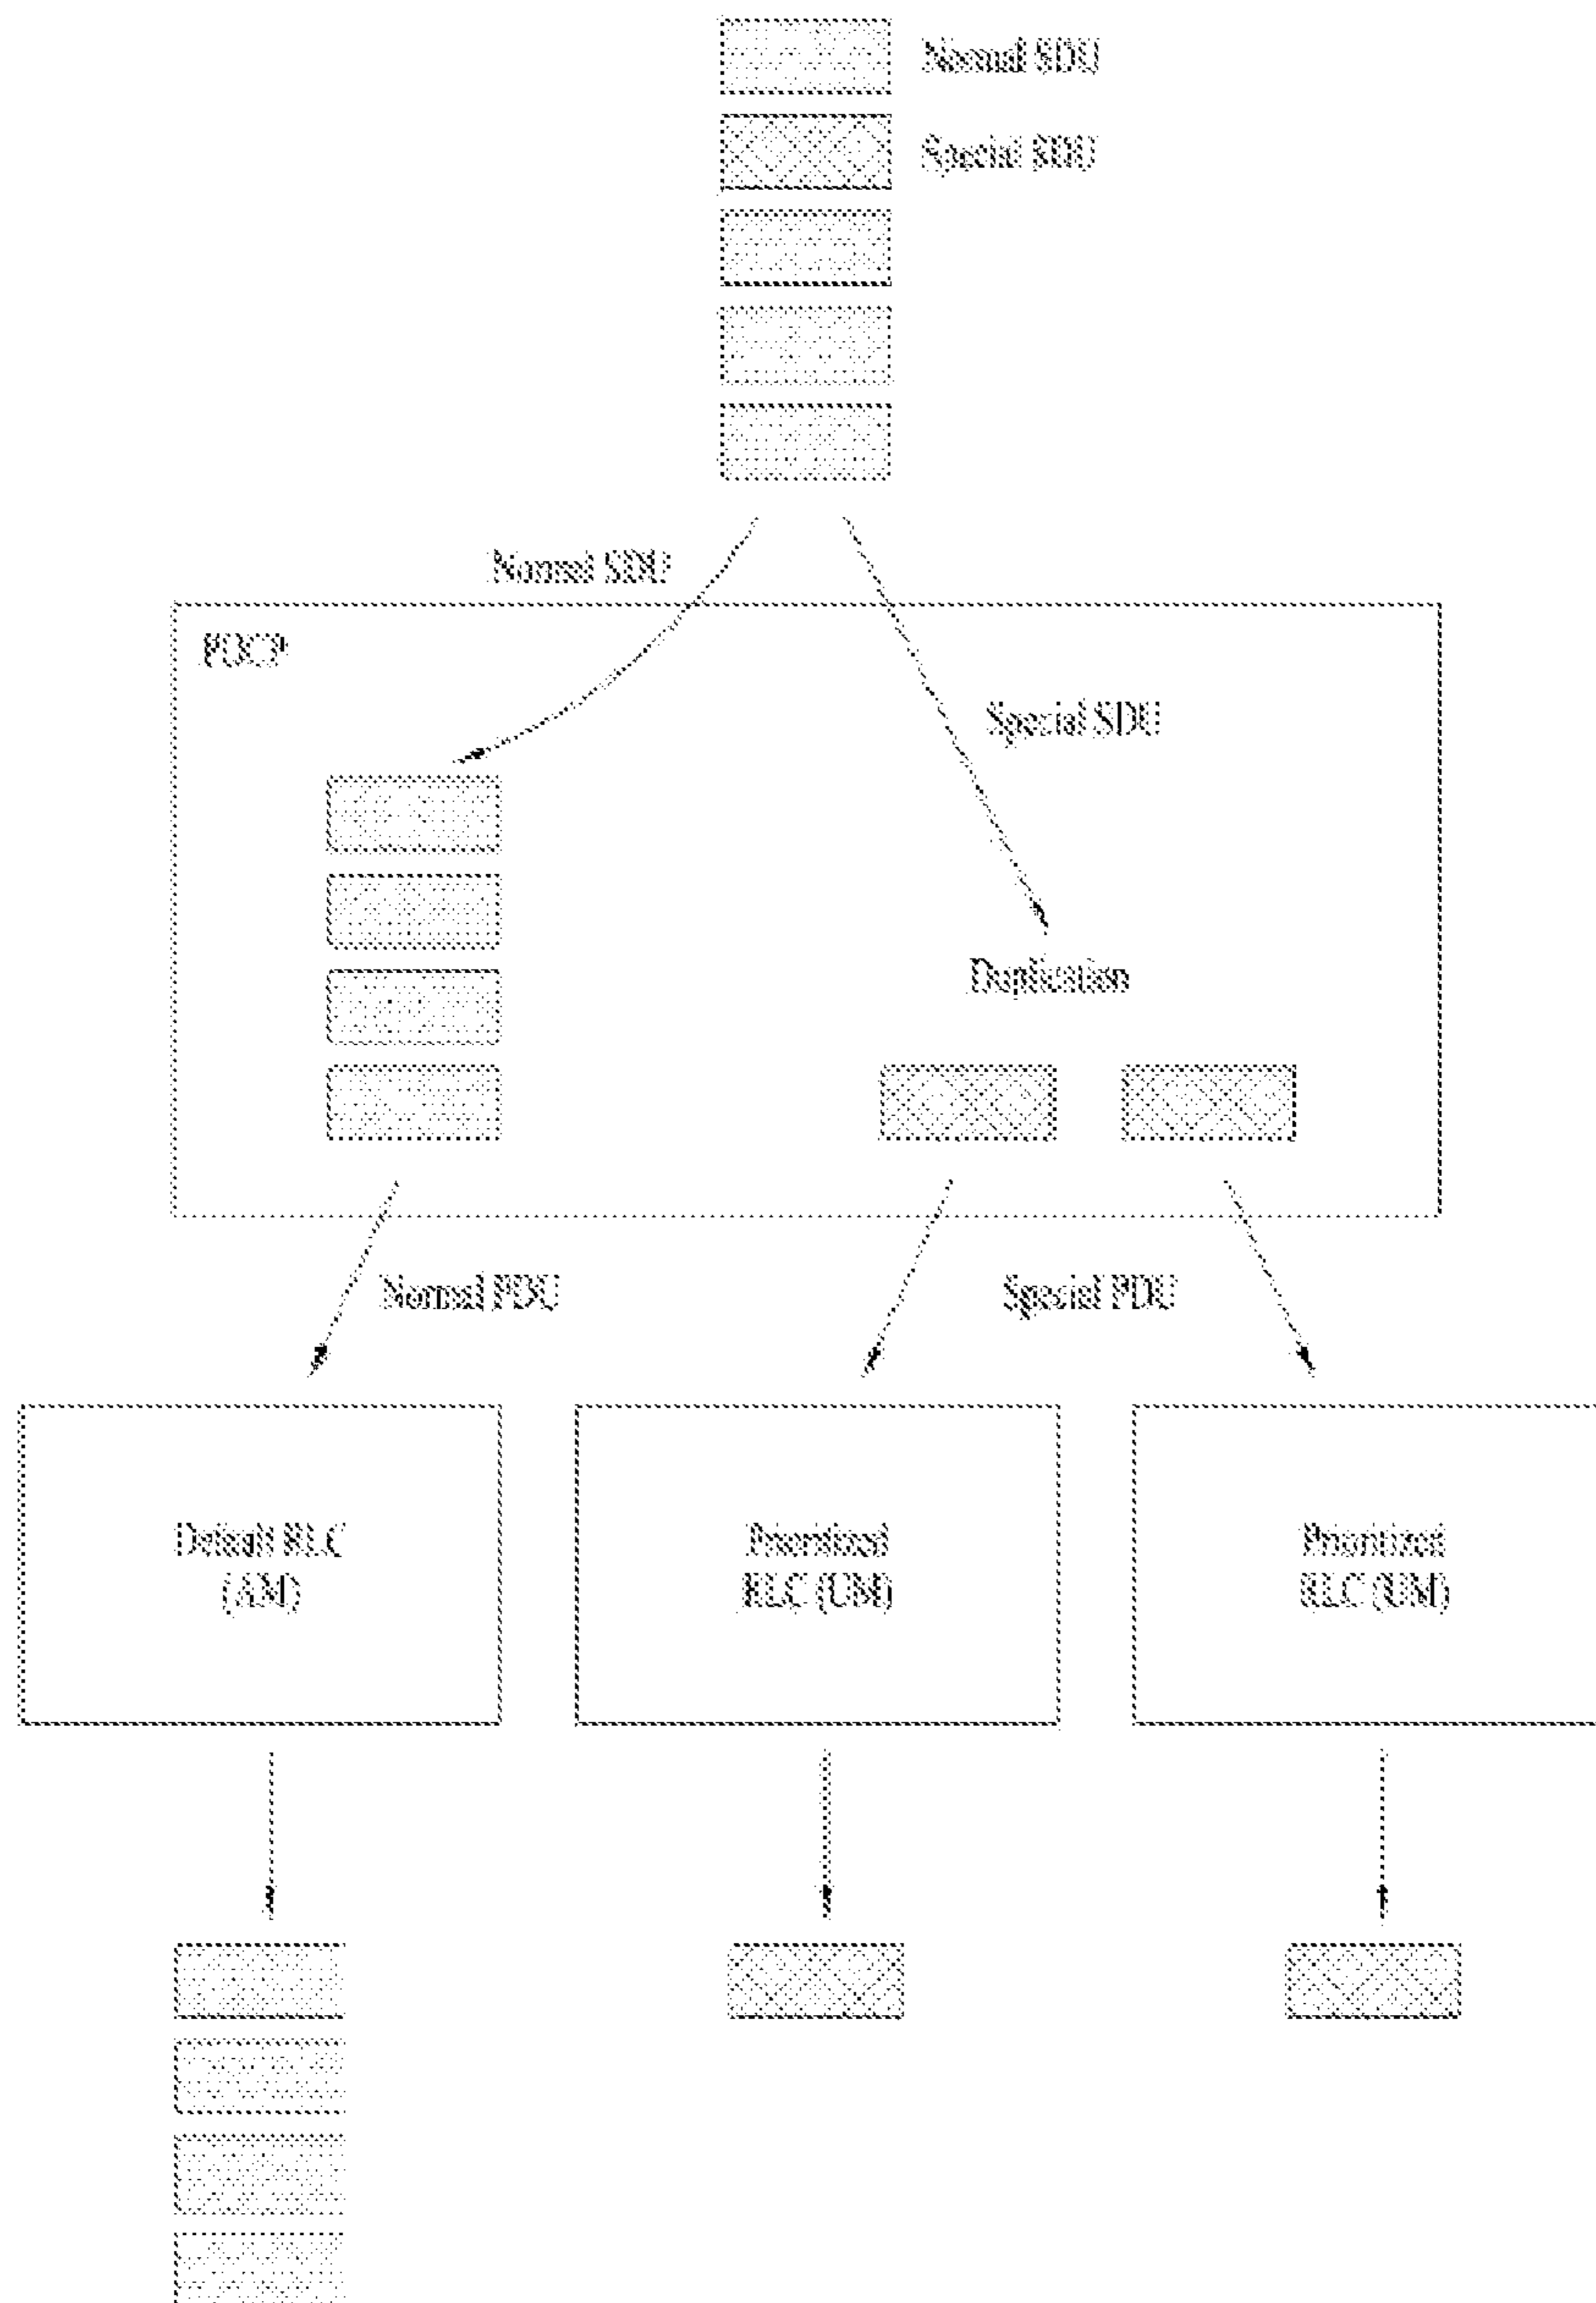 Normal SDU
Special SDU
Normal SDU
PDCP
Special SDU
Duplication
Normal PDU
Special PDU
Default RLC
(AM)
Prioritized
RLC (UM)
Prioritized
RLC (UM)